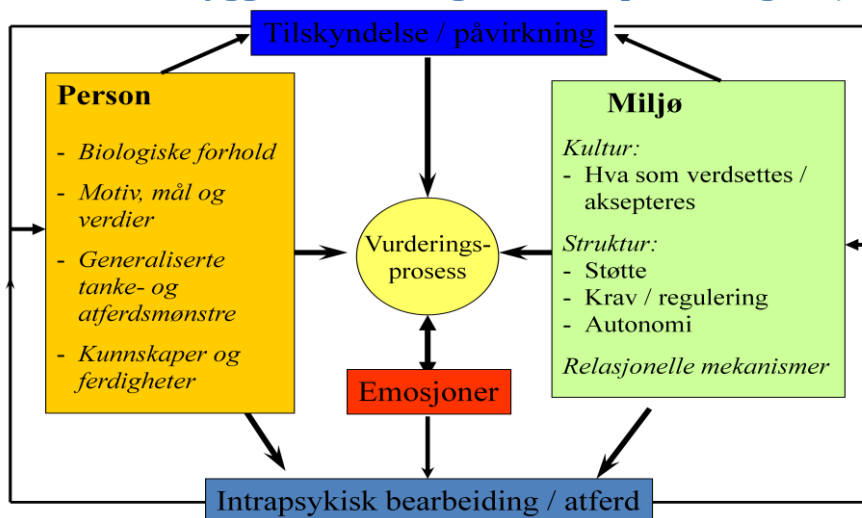 Tilskyndelse / påvirkning
Person
- Biologiske forhold
- Motiv, mål og
verdier
- Generaliserte
tanke- og
atferdsmønstre
- Kunnskaper og
ferdigheter
Vurderings-
prosess
Emosjoner
Miljø
Kultur:
- Hva som verdsettes /
aksepteres
Struktur:
- Støtte
- Krav / regulering
- Autonomi
Relasjonelle mekanismer
Intrapsykisk bearbeiding / atferd